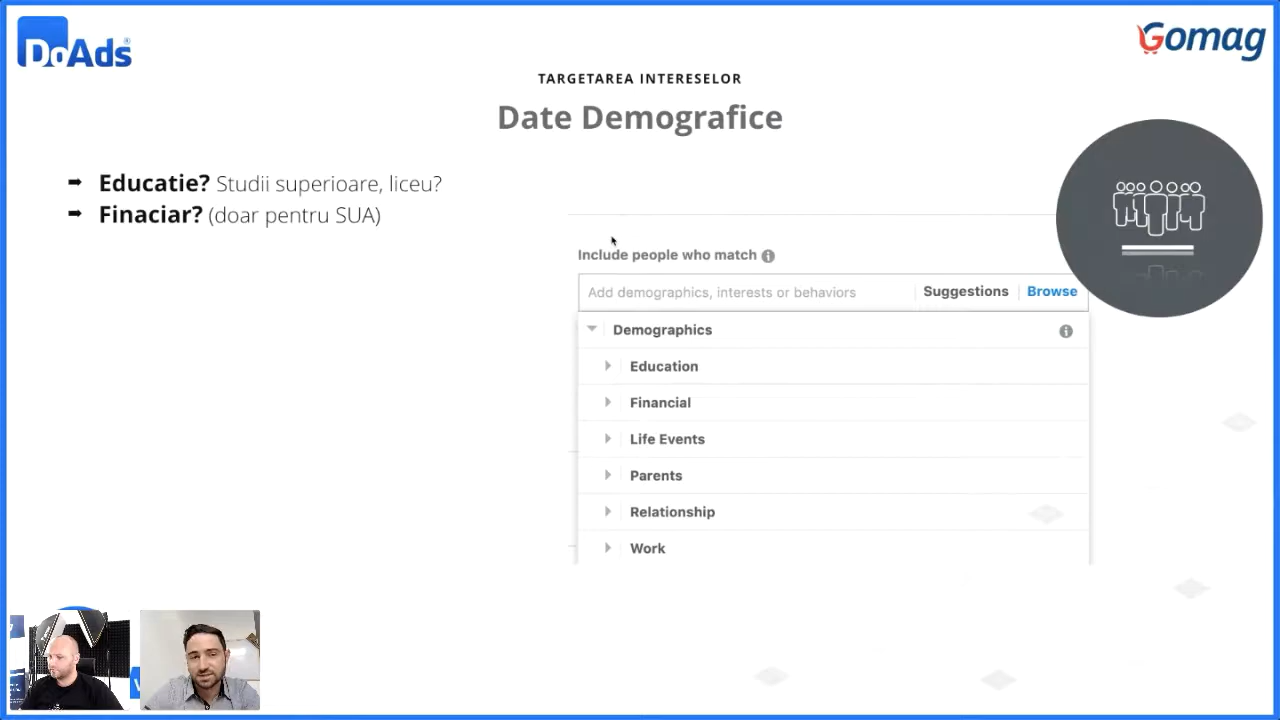 DoAds
Gomag
TARGETAREA INTERESELOR
Date Demografice
➡ Educatie? Studii superioare, liceu?
➡ Finaciar? (doar pentru SUA)
Include people who match
Add demographics, interests or behaviors | Suggestions | Browse
Demographics
Education
Financial
Life Events
Parents
Relationship
Work